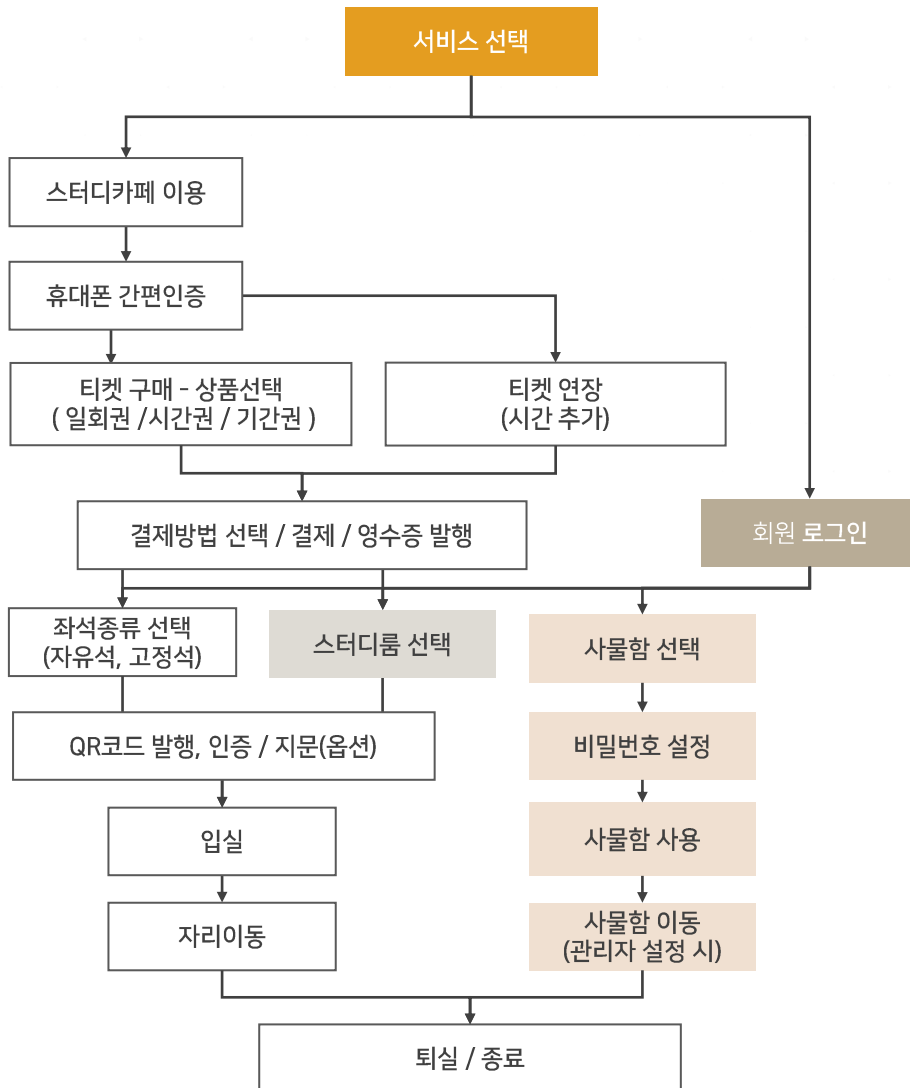 서비스 선택
스터디카페 이용
휴대폰 간편인증
티켓 구매 - 상품선택
( 일회권 /시간권 / 기간권 )
티켓 연장
(시간 추가)
결제방법 선택 / 결제 / 영수증 발행
회원 로그인
좌석종류 선택
(자유석, 고정석)
스터디룸 선택
사물함 선택
QR코드 발행, 인증 / 지문(옵션)
비밀번호 설정
입실
사물함 사용
자리이동
사물함 이동
(관리자 설정 시)
퇴실 / 종료